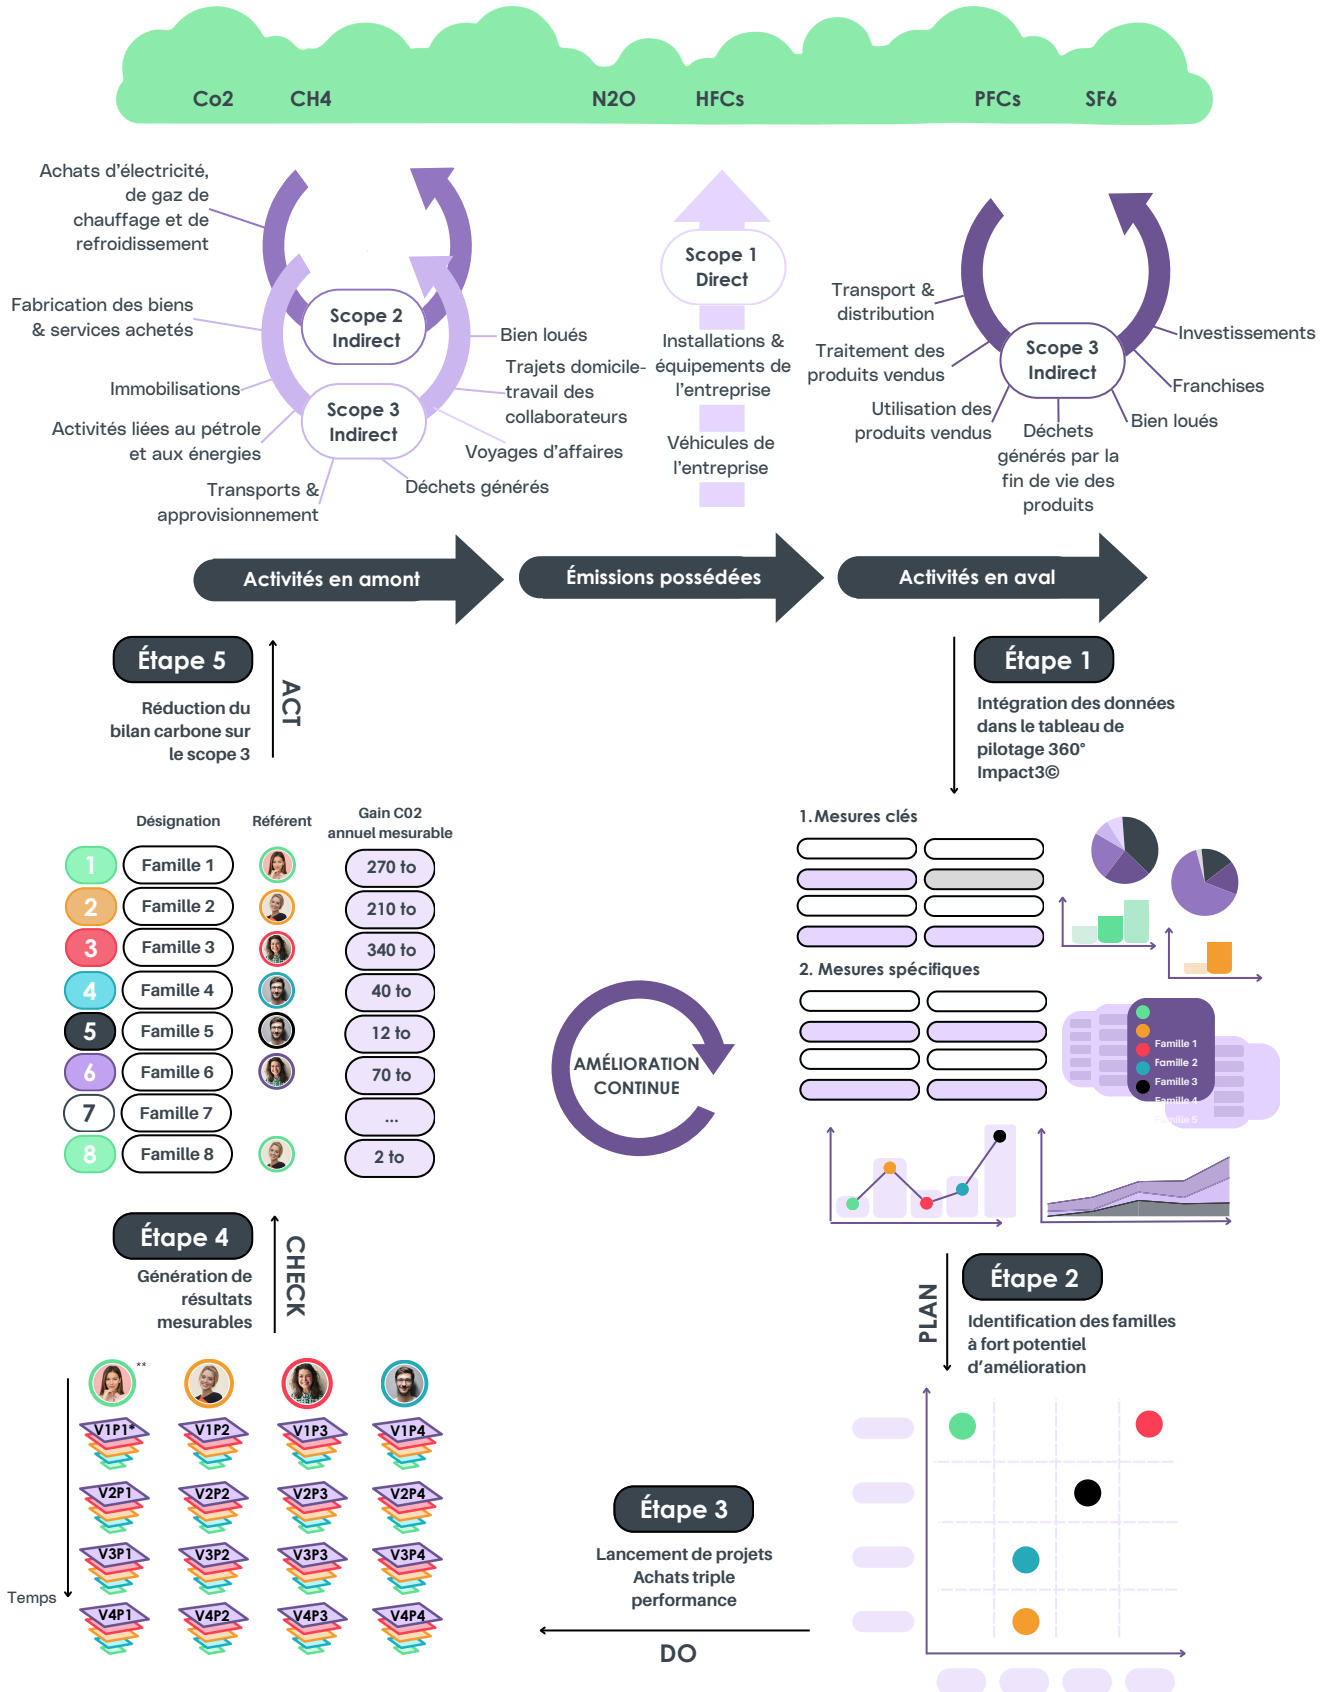 Co2 CH4 N2O HFCs PFCs SF6
Achats d'électricité,
de gaz de
chauffage et de
refroidissement
Fabrication des biens
& services achetés
Immobilisations
Activités liées au pétrole
et aux énergies
Transports &
approvisionnement
Scope 2
Indirect
Scope 3
Indirect
Bien loués
Trajets domicile-
travail des
collaborateurs
Voyages d'affaires
Déchets générés
Scope 1
Direct
Installations &
équipements de
l'entreprise
Véhicules de
l'entreprise
Transport &
distribution
Traitement des
produits vendus
Utilisation des
produits vendus
Scope 3
Indirect
Déchets
générés par la
fin de vie des
produits
Investissements
Franchises
Bien loués
Activités en amont
Émissions possédées
Activités en aval
Étape 5
Réduction du
bilan carbone sur
le scope 3
ACT
Étape 1
Intégration des données
dans le tableau de
pilotage 360°
Impact3©
Désignation Référent Gain C02
annuel mesurable
1 Famille 1 270 to
2 Famille 2 210 to
3 Famille 3 340 to
4 Famille 4 40 to
5 Famille 5 12 to
6 Famille 6 70 to
7 Famille 7 ...
8 Famille 8 2 to
AMÉLIORATION
CONTINUE
1. Mesures clés
2. Mesures spécifiques
Famille 1
Famille 2
Famille 3
Famille 4
Famille 5
Étape 4
Génération de
résultats
mesurables
CHECK
PLAN
Étape 2
Identification des familles
à fort potentiel
d'amélioration
**
V1P1* V1P2 V1P3 V1P4
V2P1 V2P2 V2P3 V2P4
V3P1 V3P2 V3P3 V3P4
V4P1 V4P2 V4P3 V4P4
Temps
Étape 3
Lancement de projets
Achats triple
performance
DO